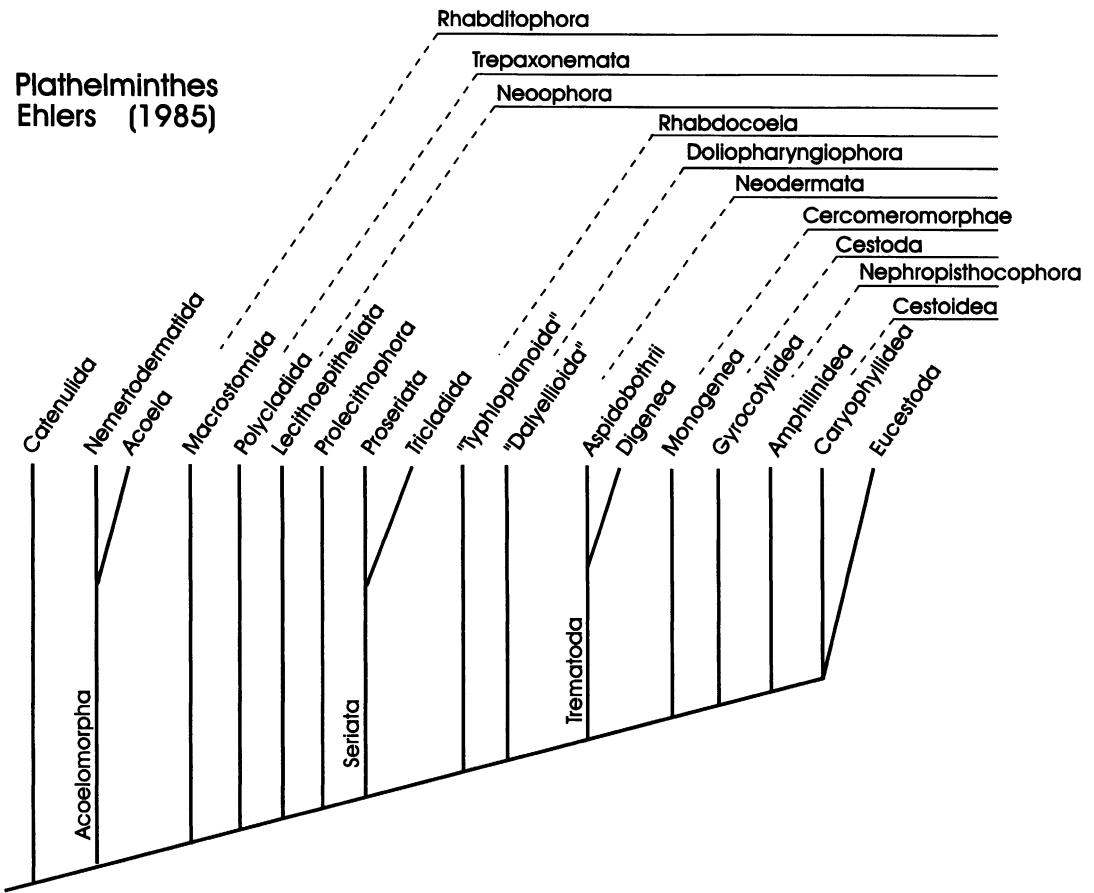 Rhabditophora
Trepaxonemata
Plathelminthes
Ehlers (1985)
Neoophora
Rhabdocoela
Doliopharyngiophora
Neodermata
Cercomeromorphae
Cestoda
Nephropisthocophora
Cestoidea
Catenulida
Nemertodermatida
Acoela
Macrostomida
Polycladida
Lecithoepitheliata
Prolecithophora
Proseriata
Tricladida
"Typhloplanoida"
"Dalyellioida"
Aspidobothrii
Digenea
Monogenea
Gyrocotylidea
Amphilinidea
Caryophyllidea
Eucestoda
Acoelomorpha
Seriata
Trematoda